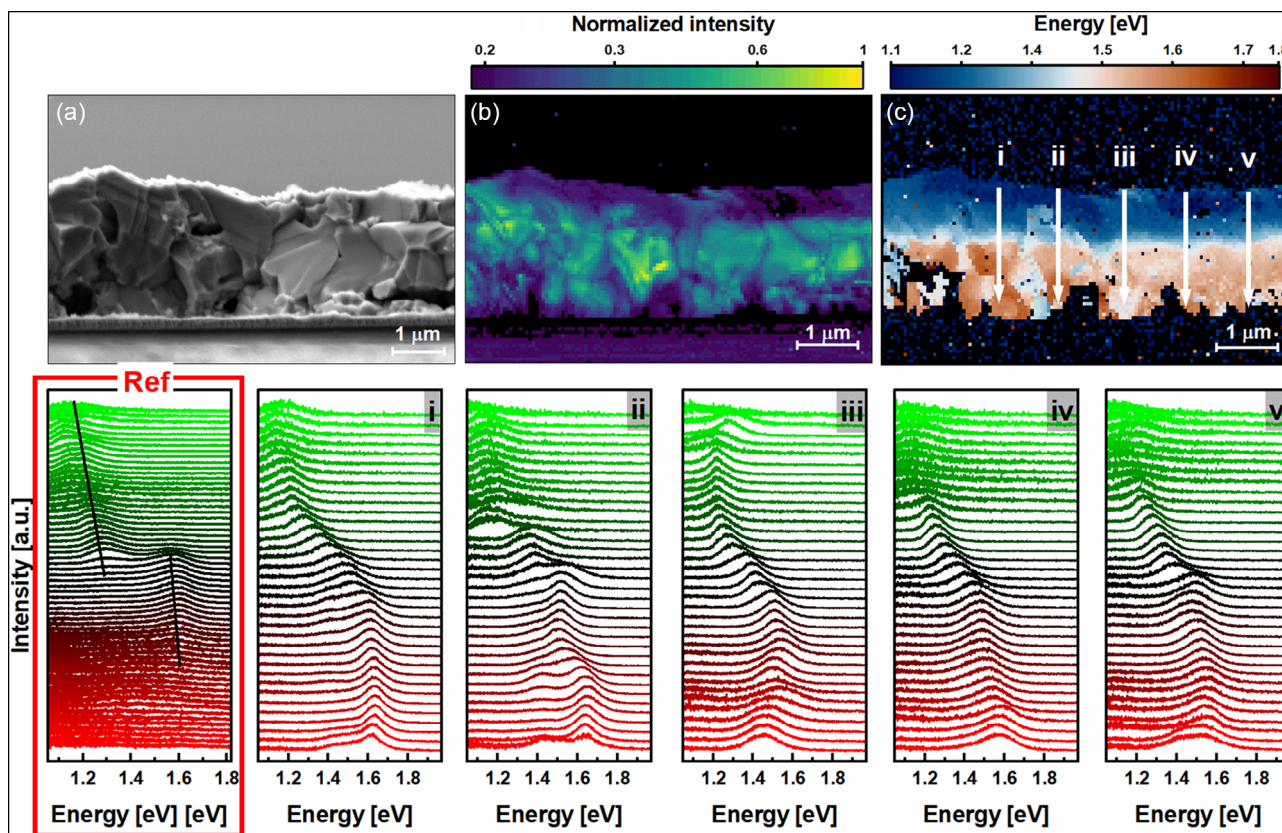 Normalized intensity
0.2 0.3 0.6 1
Energy [eV]
1.1 1.2 1.4 1.5 1.6 1.7 1.8
(a)
(b)
(c)
i ii iii iv v
1 µm
1 µm
1 µm
Ref
i
ii
iii
iv
v
Intensity [a.u.]
1.2 1.4 1.6 1.8
1.2 1.4 1.6 1.8
1.2 1.4 1.6 1.8
1.2 1.4 1.6 1.8
1.2 1.4 1.6 1.8
1.2 1.4 1.6 1.8
Energy [eV] [eV]
Energy [eV]
Energy [eV]
Energy [eV]
Energy [eV]
Energy [eV]